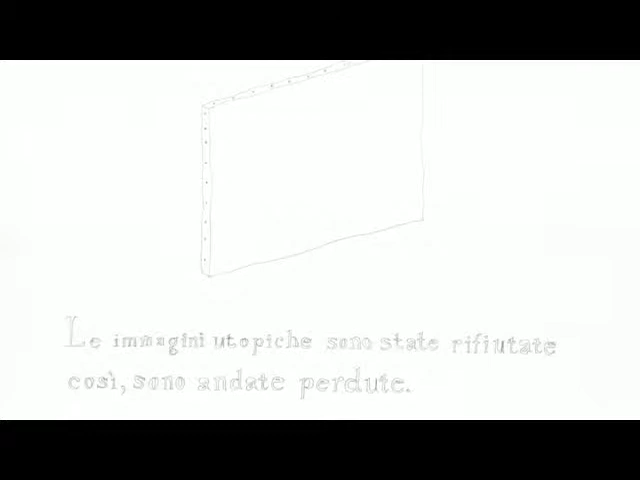 Le immagini utopiche sono state rifiutate
così, sono andate perdute.